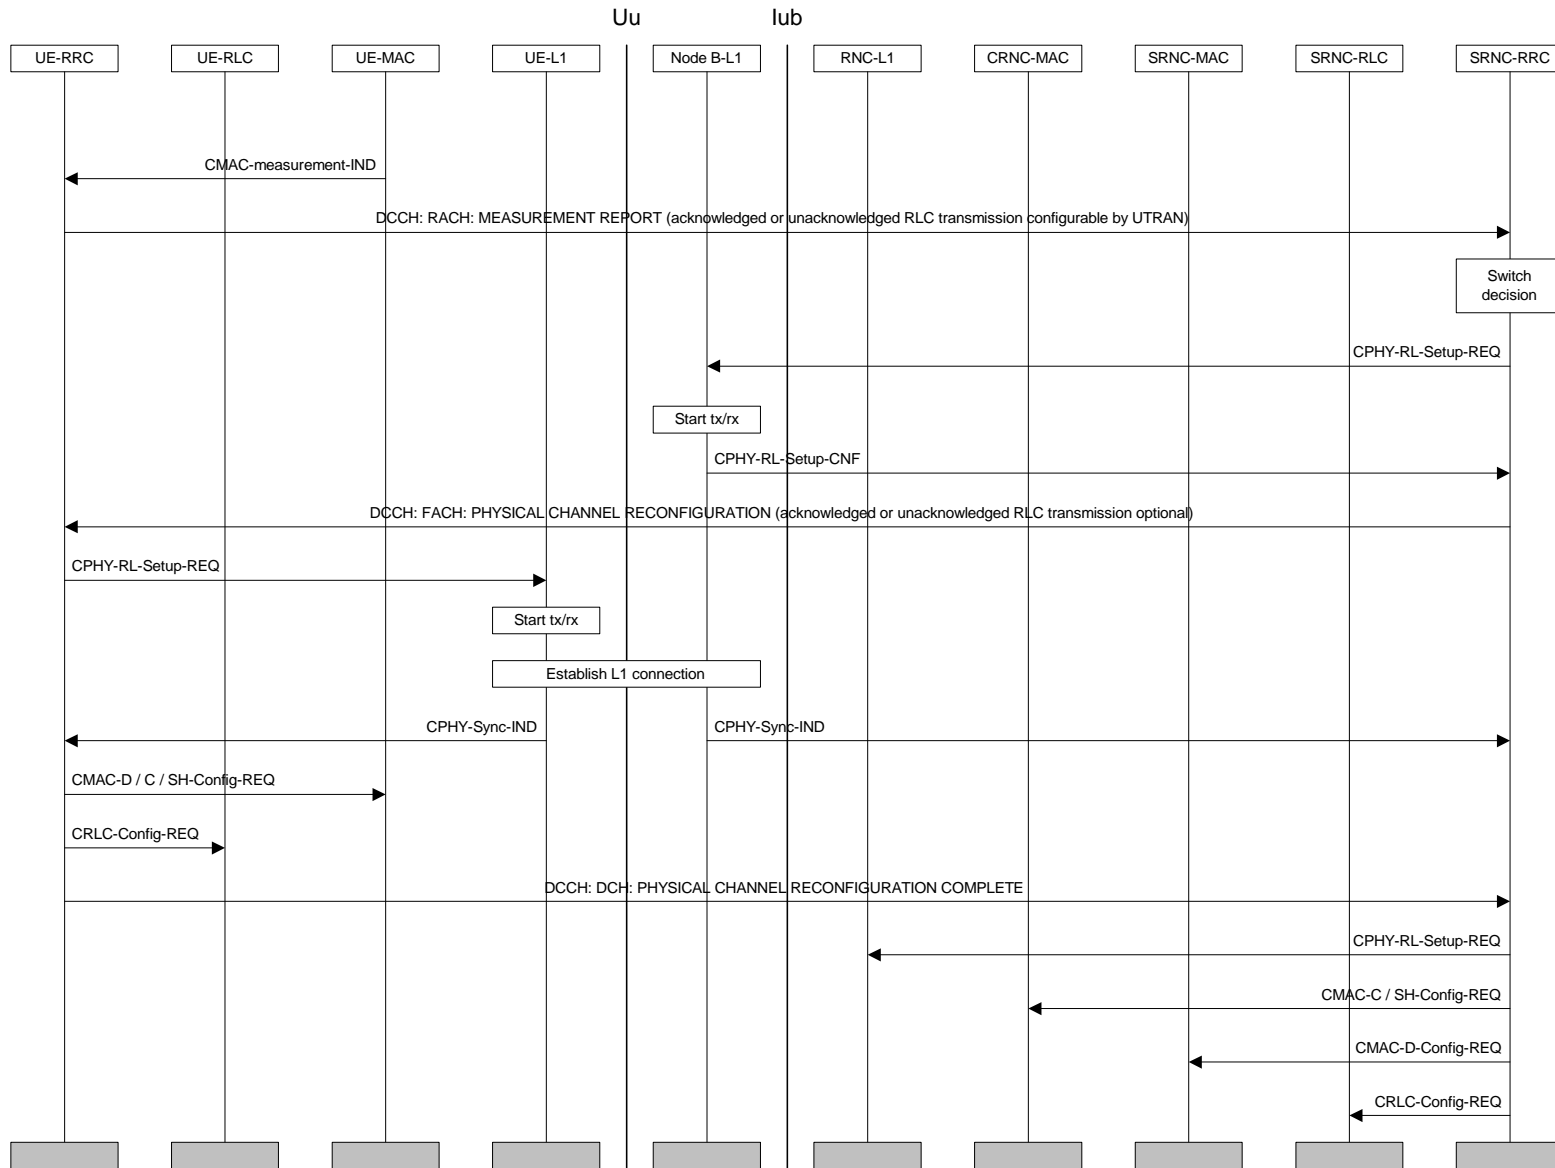 Uu
Iub
UE-RRC
UE-RLC
UE-MAC
UE-L1
Node B-L1
RNC-L1
CRNC-MAC
SRNC-MAC
SRNC-RLC
SRNC-RRC
CMAC-measurement-IND
DCCH: RACH: MEASUREMENT REPORT (acknowledged or unacknowledged RLC transmission configurable by UTRAN)
Switch
decision
CPHY-RL-Setup-REQ
Start tx/rx
CPHY-RL-Setup-CNF
DCCH: FACH: PHYSICAL CHANNEL RECONFIGURATION (acknowledged or unacknowledged RLC transmission optional)
CPHY-RL-Setup-REQ
Start tx/rx
Establish L1 connection
CPHY-Sync-IND
CPHY-Sync-IND
CMAC-D / C / SH-Config-REQ
CRLC-Config-REQ
DCCH: DCH: PHYSICAL CHANNEL RECONFIGURATION COMPLETE
CPHY-RL-Setup-REQ
CMAC-C / SH-Config-REQ
CMAC-D-Config-REQ
CRLC-Config-REQ